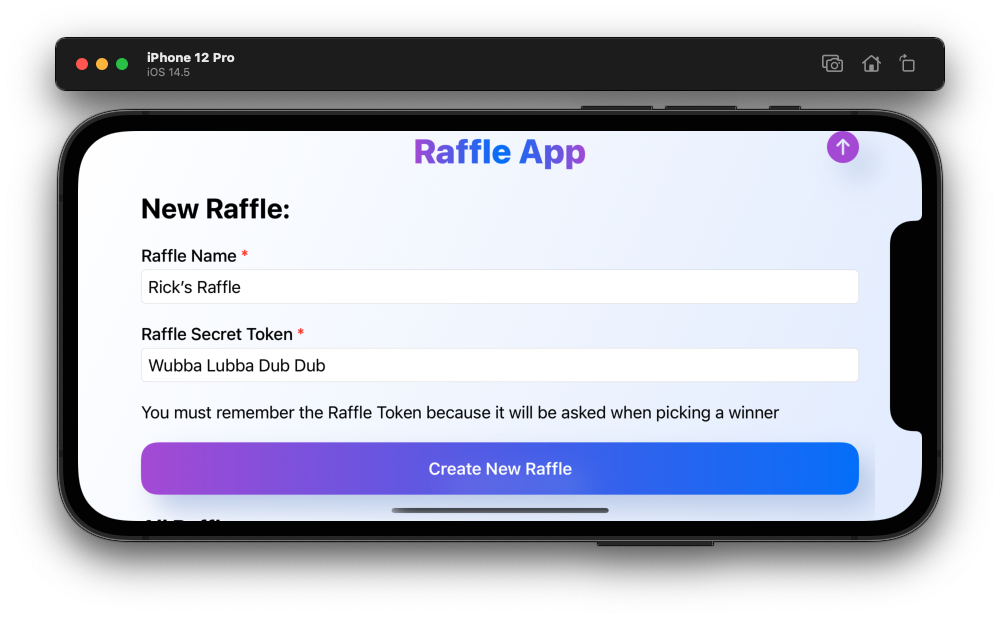 iPhone 12 Pro
iOS 14.5
Raffle App
New Raffle:
Raffle Name *
Rick’s Raffle
Raffle Secret Token *
Wubba Lubba Dub Dub
You must remember the Raffle Token because it will be asked when picking a winner
Create New Raffle